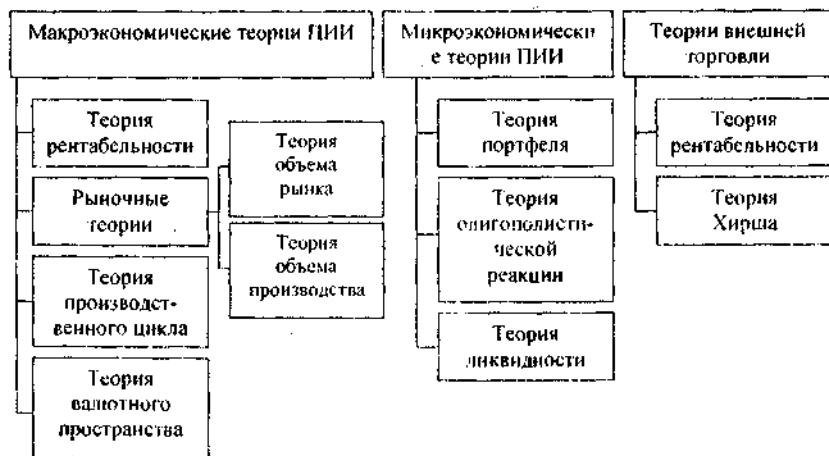 Макроэкономические теории ПИИ
Теория
рентабельности
Рыночные
теории
Теория
объема
рынка
Теория
объема
производства
Теория
производст-
венного цикла
Теория
валютного
пространства
Микроэкономически
е теории ПИИ
Теория
портфеля
Теория
олигополисти-
ческой
реакции
Теория
ликвидности
Теории внешней
торговли
Теория
рентабельности
Теория
Хирша